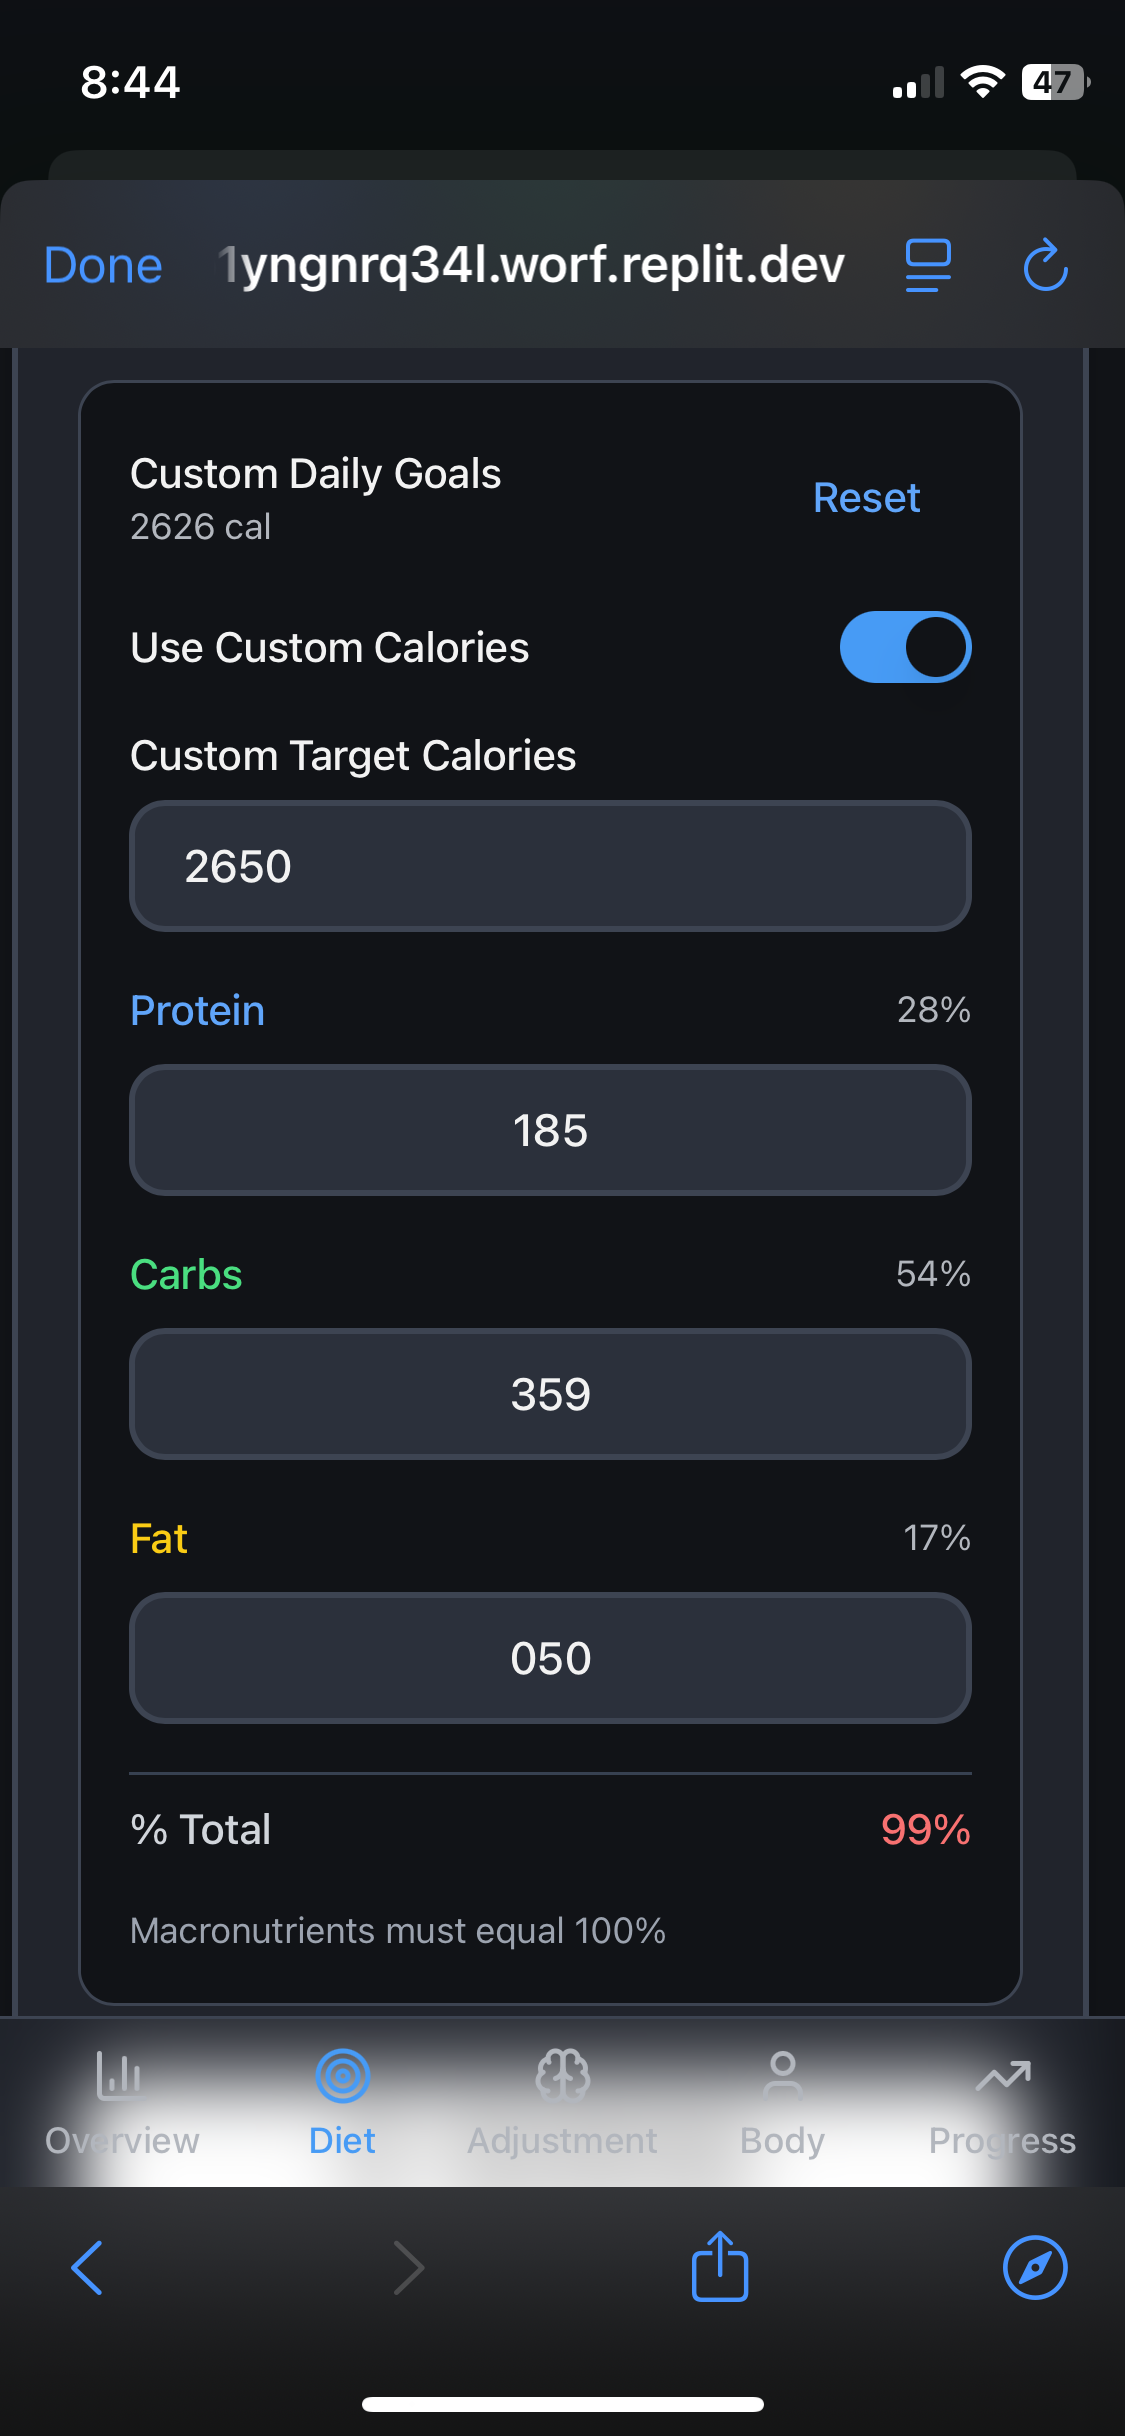 8:44
47
Done
1yngnrq34l.worf.replit.dev
Custom Daily Goals
2626 cal
Reset
Use Custom Calories
Custom Target Calories
2650
Protein
28%
185
Carbs
54%
359
Fat
17%
050
% Total
99%
Macronutrients must equal 100%
Overview
Diet
Adjustment
Body
Progress